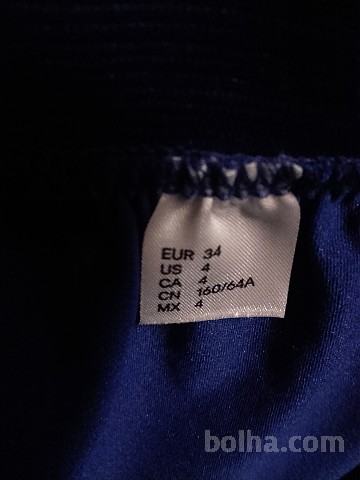 EUR 34
US 4
CA 4
CN 160/64A
MX 4
bolha.com